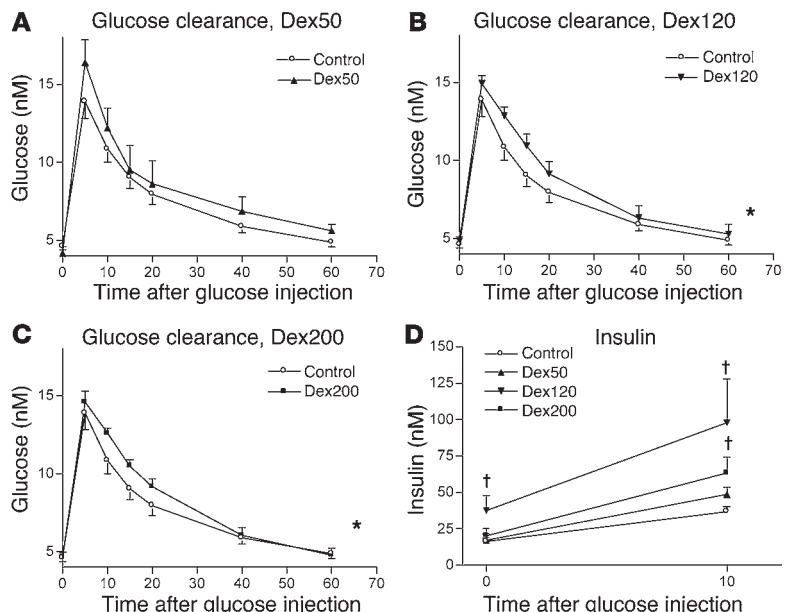 A
Glucose clearance, Dex50
Glucose (nM)
15
10
5
Control
Dex50
0 10 20 30 40 50 60 70
Time after glucose injection
B
Glucose clearance, Dex120
Glucose (nM)
15
10
5
Control
Dex120
*
0 10 20 30 40 50 60 70
Time after glucose injection
C
Glucose clearance, Dex200
Glucose (nM)
15
10
5
Control
Dex200
*
0 10 20 30 40 50 60 70
Time after glucose injection
D
Insulin
Insulin (nM)
150
125
100
75
50
25
0
Control
Dex50
Dex120
Dex200
†
†
†
0 10
Time after glucose injection